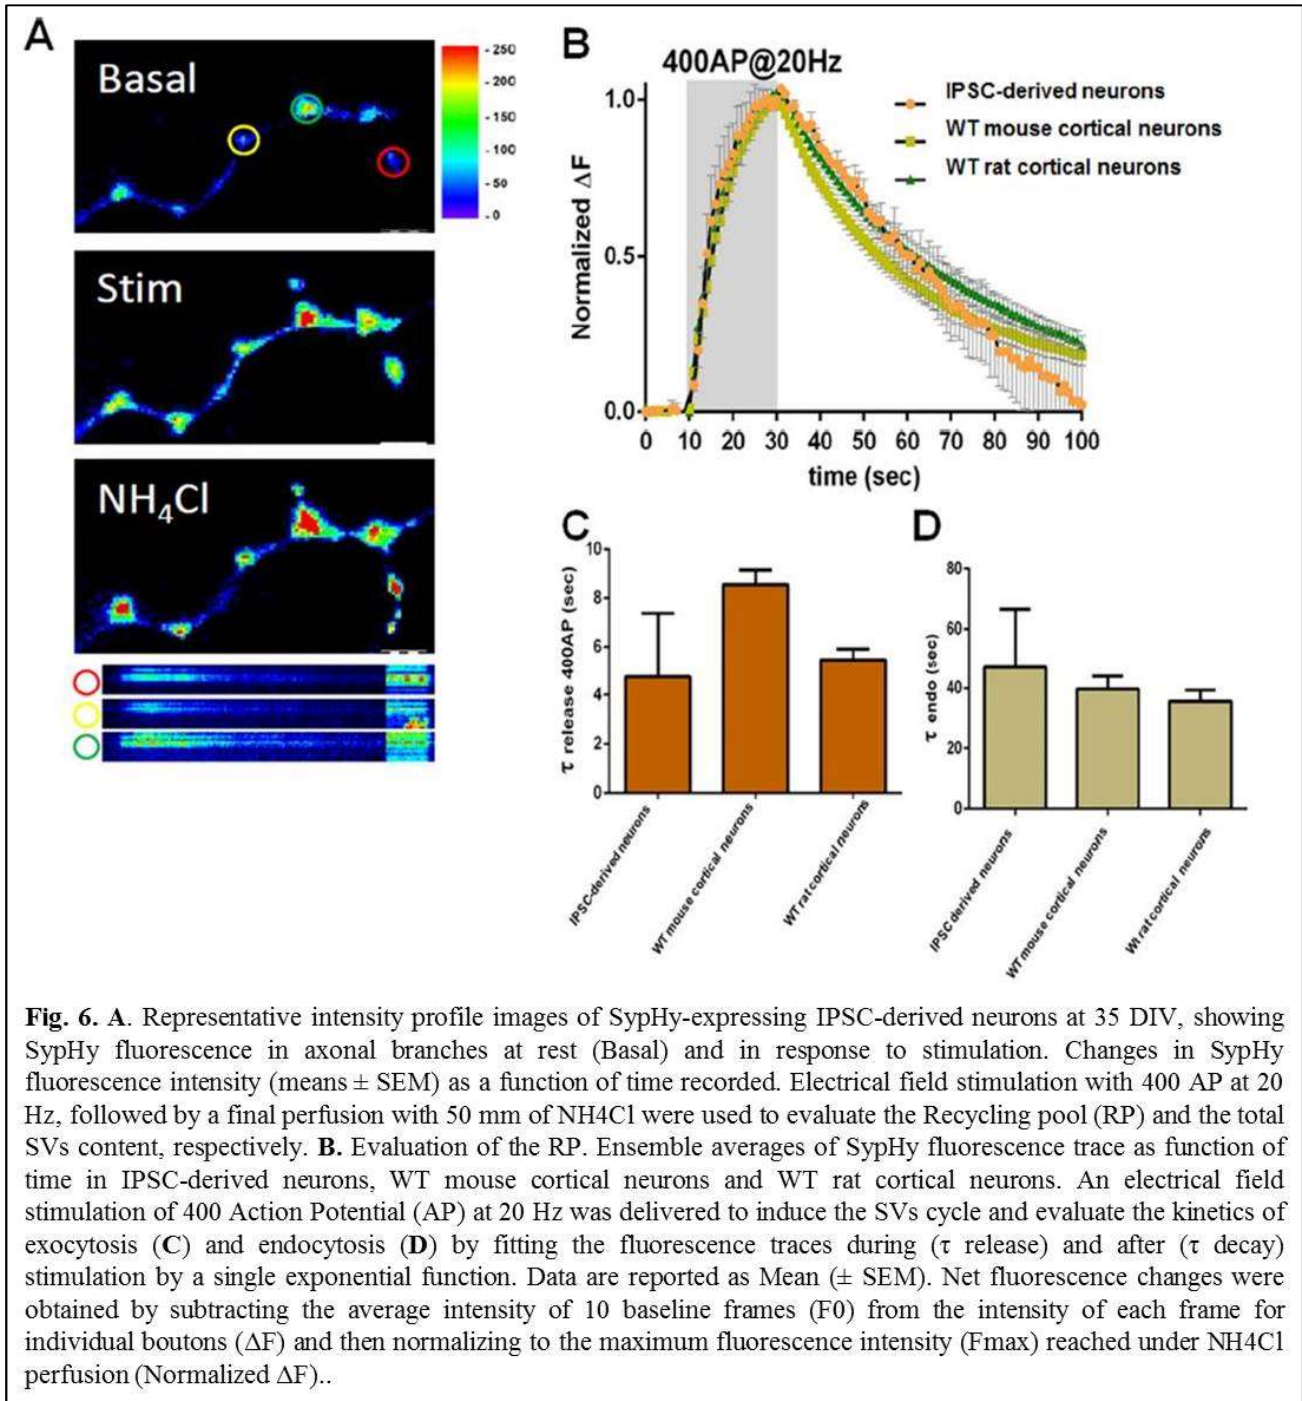 A
Basal
- 250
- 200
- 150
- 100
- 50
- 0
Stim
NH4Cl
B
400AP@20Hz
IPSC-derived neurons
WT mouse cortical neurons
WT rat cortical neurons
Normalized ΔF
1.0
0.5
0.0
0 10 20 30 40 50 60 70 80 90 100
time (sec)
C
τ release 400AP (sec)
10
8
6
4
2
0
IPSC-derived neurons
WT mouse cortical neurons
WT rat cortical neurons
D
τ endo (sec)
80
60
40
20
0
IPSC derived neurons
WT mouse cortical neurons
Wt rat cortical neurons
Fig. 6. A. Representative intensity profile images of SypHy-expressing IPSC-derived neurons at 35 DIV, showing
SypHy fluorescence in axonal branches at rest (Basal) and in response to stimulation. Changes in SypHy
fluorescence intensity (means ± SEM) as a function of time recorded. Electrical field stimulation with 400 AP at 20
Hz, followed by a final perfusion with 50 mm of NH4Cl were used to evaluate the Recycling pool (RP) and the total
SVs content, respectively. B. Evaluation of the RP. Ensemble averages of SypHy fluorescence trace as function of
time in IPSC-derived neurons, WT mouse cortical neurons and WT rat cortical neurons. An electrical field
stimulation of 400 Action Potential (AP) at 20 Hz was delivered to induce the SVs cycle and evaluate the kinetics of
exocytosis (C) and endocytosis (D) by fitting the fluorescence traces during (τ release) and after (τ decay)
stimulation by a single exponential function. Data are reported as Mean (± SEM). Net fluorescence changes were
obtained by subtracting the average intensity of 10 baseline frames (F0) from the intensity of each frame for
individual boutons (ΔF) and then normalizing to the maximum fluorescence intensity (Fmax) reached under NH4Cl
perfusion (Normalized ΔF)..